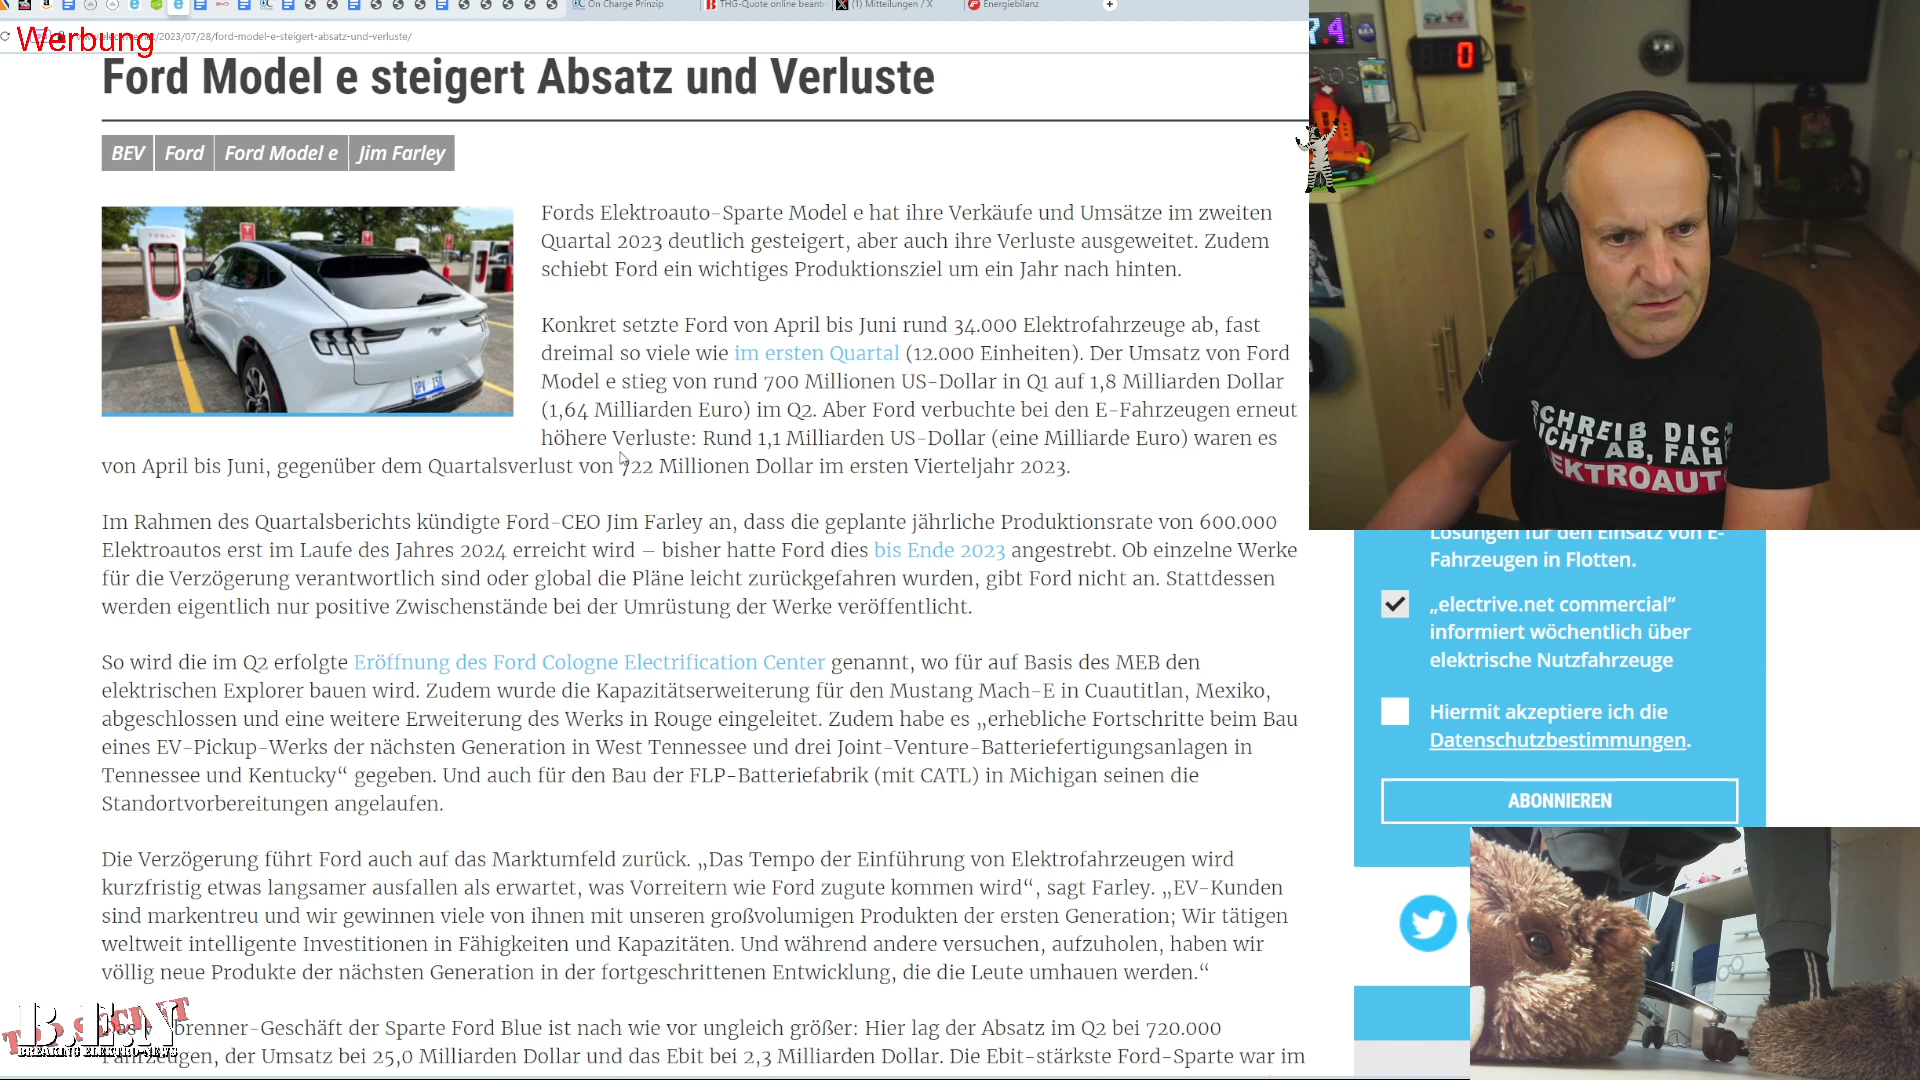 On Charge Prinzip
THG-Quote online beantr
(1) Mitteilungen / X
Energiebilanz
Werbung
/2023/07/28/ford-model-e-steigert-absatz-und-verluste/
Ford Model e steigert Absatz und Verluste
BEV Ford Ford Model e Jim Farley
Fords Elektroauto-Sparte Model e hat ihre Verkäufe und Umsätze im zweiten
Quartal 2023 deutlich gesteigert, aber auch ihre Verluste ausgeweitet. Zudem
schiebt Ford ein wichtiges Produktionsziel um ein Jahr nach hinten.
Konkret setzte Ford von April bis Juni rund 34.000 Elektrofahrzeuge ab, fast
dreimal so viele wie im ersten Quartal (12.000 Einheiten). Der Umsatz von Ford
Model e stieg von rund 700 Millionen US-Dollar in Q1 auf 1,8 Milliarden Dollar
(1,64 Milliarden Euro) im Q2. Aber Ford verbuchte bei den E-Fahrzeugen erneut
höhere Verluste: Rund 1,1 Milliarden US-Dollar (eine Milliarde Euro) waren es
von April bis Juni, gegenüber dem Quartalsverlust von 722 Millionen Dollar im ersten Vierteljahr 2023.
Im Rahmen des Quartalsberichts kündigte Ford-CEO Jim Farley an, dass die geplante jährliche Produktionsrate von 600.000
Elektroautos erst im Laufe des Jahres 2024 erreicht wird – bisher hatte Ford dies bis Ende 2023 angestrebt. Ob einzelne Werke
für die Verzögerung verantwortlich sind oder global die Pläne leicht zurückgefahren wurden, gibt Ford nicht an. Stattdessen
werden eigentlich nur positive Zwischenstände bei der Umrüstung der Werke veröffentlicht.
So wird die im Q2 erfolgte Eröffnung des Ford Cologne Electrification Center genannt, wo für auf Basis des MEB den
elektrischen Explorer bauen wird. Zudem wurde die Kapazitätserweiterung für den Mustang Mach-E in Cuautitlan, Mexiko,
abgeschlossen und eine weitere Erweiterung des Werks in Rouge eingeleitet. Zudem habe es „erhebliche Fortschritte beim Bau
eines EV-Pickup-Werks der nächsten Generation in West Tennessee und drei Joint-Venture-Batteriefertigungsanlagen in
Tennessee und Kentucky“ gegeben. Und auch für den Bau der FLP-Batteriefabrik (mit CATL) in Michigan seinen die
Standortvorbereitungen angelaufen.
Die Verzögerung führt Ford auch auf das Marktumfeld zurück. „Das Tempo der Einführung von Elektrofahrzeugen wird
kurzfristig etwas langsamer ausfallen als erwartet, was Vorreitern wie Ford zugute kommen wird“, sagt Farley. „EV-Kunden
sind markentreu und wir gewinnen viele von ihnen mit unseren großvolumigen Produkten der ersten Generation; Wir tätigen
weltweit intelligente Investitionen in Fähigkeiten und Kapazitäten. Und während andere versuchen, aufzuholen, haben wir
völlig neue Produkte der nächsten Generation in der fortgeschrittenen Entwicklung, die die Leute umhauen werden.“
brenner-Geschäft der Sparte Ford Blue ist nach wie vor ungleich größer: Hier lag der Absatz im Q2 bei 720.000
Fahrzeugen, der Umsatz bei 25,0 Milliarden Dollar und das Ebit bei 2,3 Milliarden Dollar. Die Ebit-stärkste Ford-Sparte war im
BREAKING ELEKTRO-NEWS
0
SCHREIB DIC
ICHT AB, FAH
ELEKTROAUT
Lösungen für den Einsatz von E-
Fahrzeugen in Flotten.
„electrive.net commercial“
informiert wöchentlich über
elektrische Nutzfahrzeuge
Hiermit akzeptiere ich die
Datenschutzbestimmungen.
ABONNIEREN